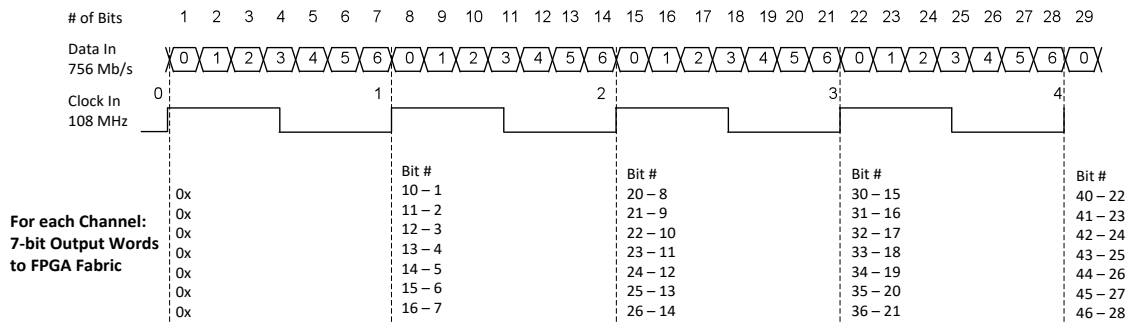 # of Bits 1 2 3 4 5 6 7 8 9 10 11 12 13 14 15 16 17 18 19 20 21 22 23 24 25 26 27 28 29
Data In 0 1 2 3 4 5 6 0 1 2 3 4 5 6 0 1 2 3 4 5 6 0 1 2 3 4 5 6 0
756 Mb/s
Clock In 0 1 2 3 4
108 MHz
For each Channel:
7-bit Output Words
to FPGA Fabric
0x
0x
0x
0x
0x
0x
0x
Bit #
10 – 1
11 – 2
12 – 3
13 – 4
14 – 5
15 – 6
16 – 7
Bit #
20 – 8
21 – 9
22 – 10
23 – 11
24 – 12
25 – 13
26 – 14
Bit #
30 – 15
31 – 16
32 – 17
33 – 18
34 – 19
35 – 20
36 – 21
Bit #
40 – 22
41 – 23
42 – 24
43 – 25
44 – 26
45 – 27
46 – 28